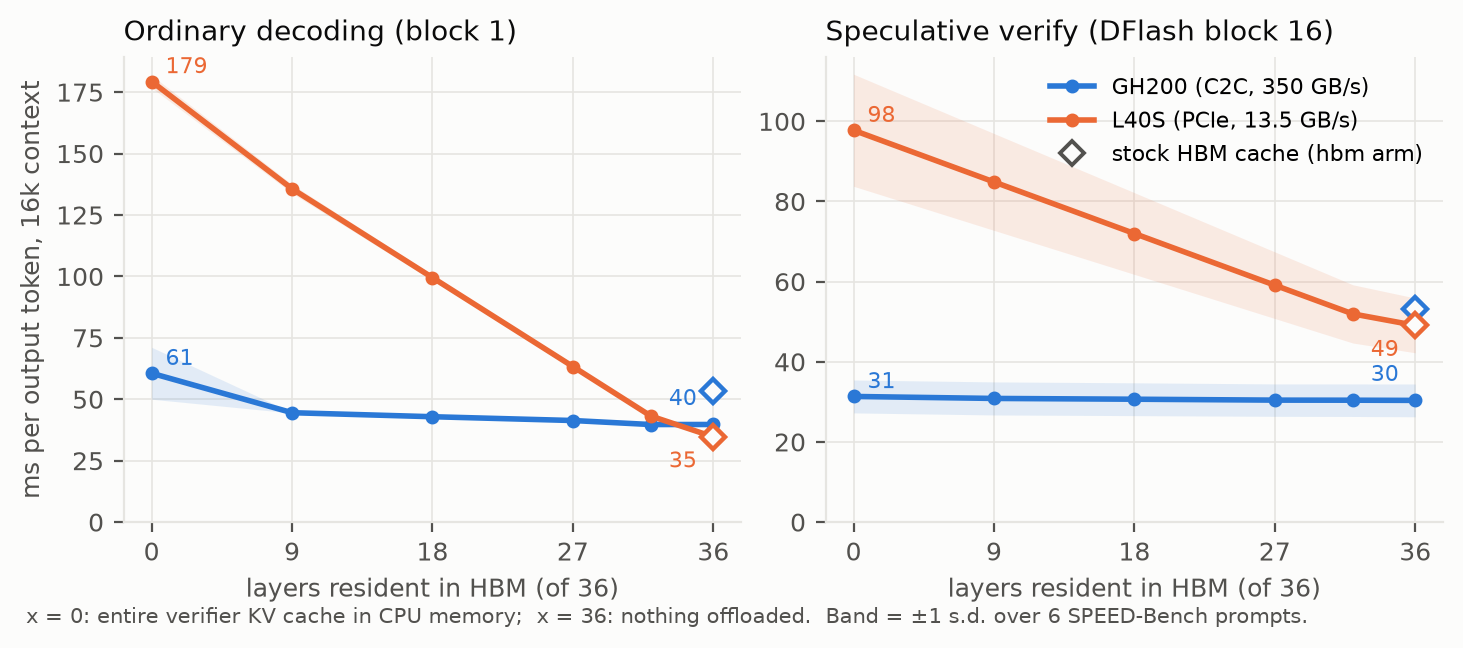 Ordinary decoding (block 1)
179
175
150
125
100
75
50
25
0
61
40
35
ms per output token, 16k context
0 9 18 27 36
layers resident in HBM (of 36)
Speculative verify (DFlash block 16)
GH200 (C2C, 350 GB/s)
L40S (PCIe, 13.5 GB/s)
stock HBM cache (hbm arm)
98
100
80
60
40
20
0
49
30
31
0 9 18 27 36
layers resident in HBM (of 36)
x = 0: entire verifier KV cache in CPU memory;  x = 36: nothing offloaded.  Band = ±1 s.d. over 6 SPEED-Bench prompts.